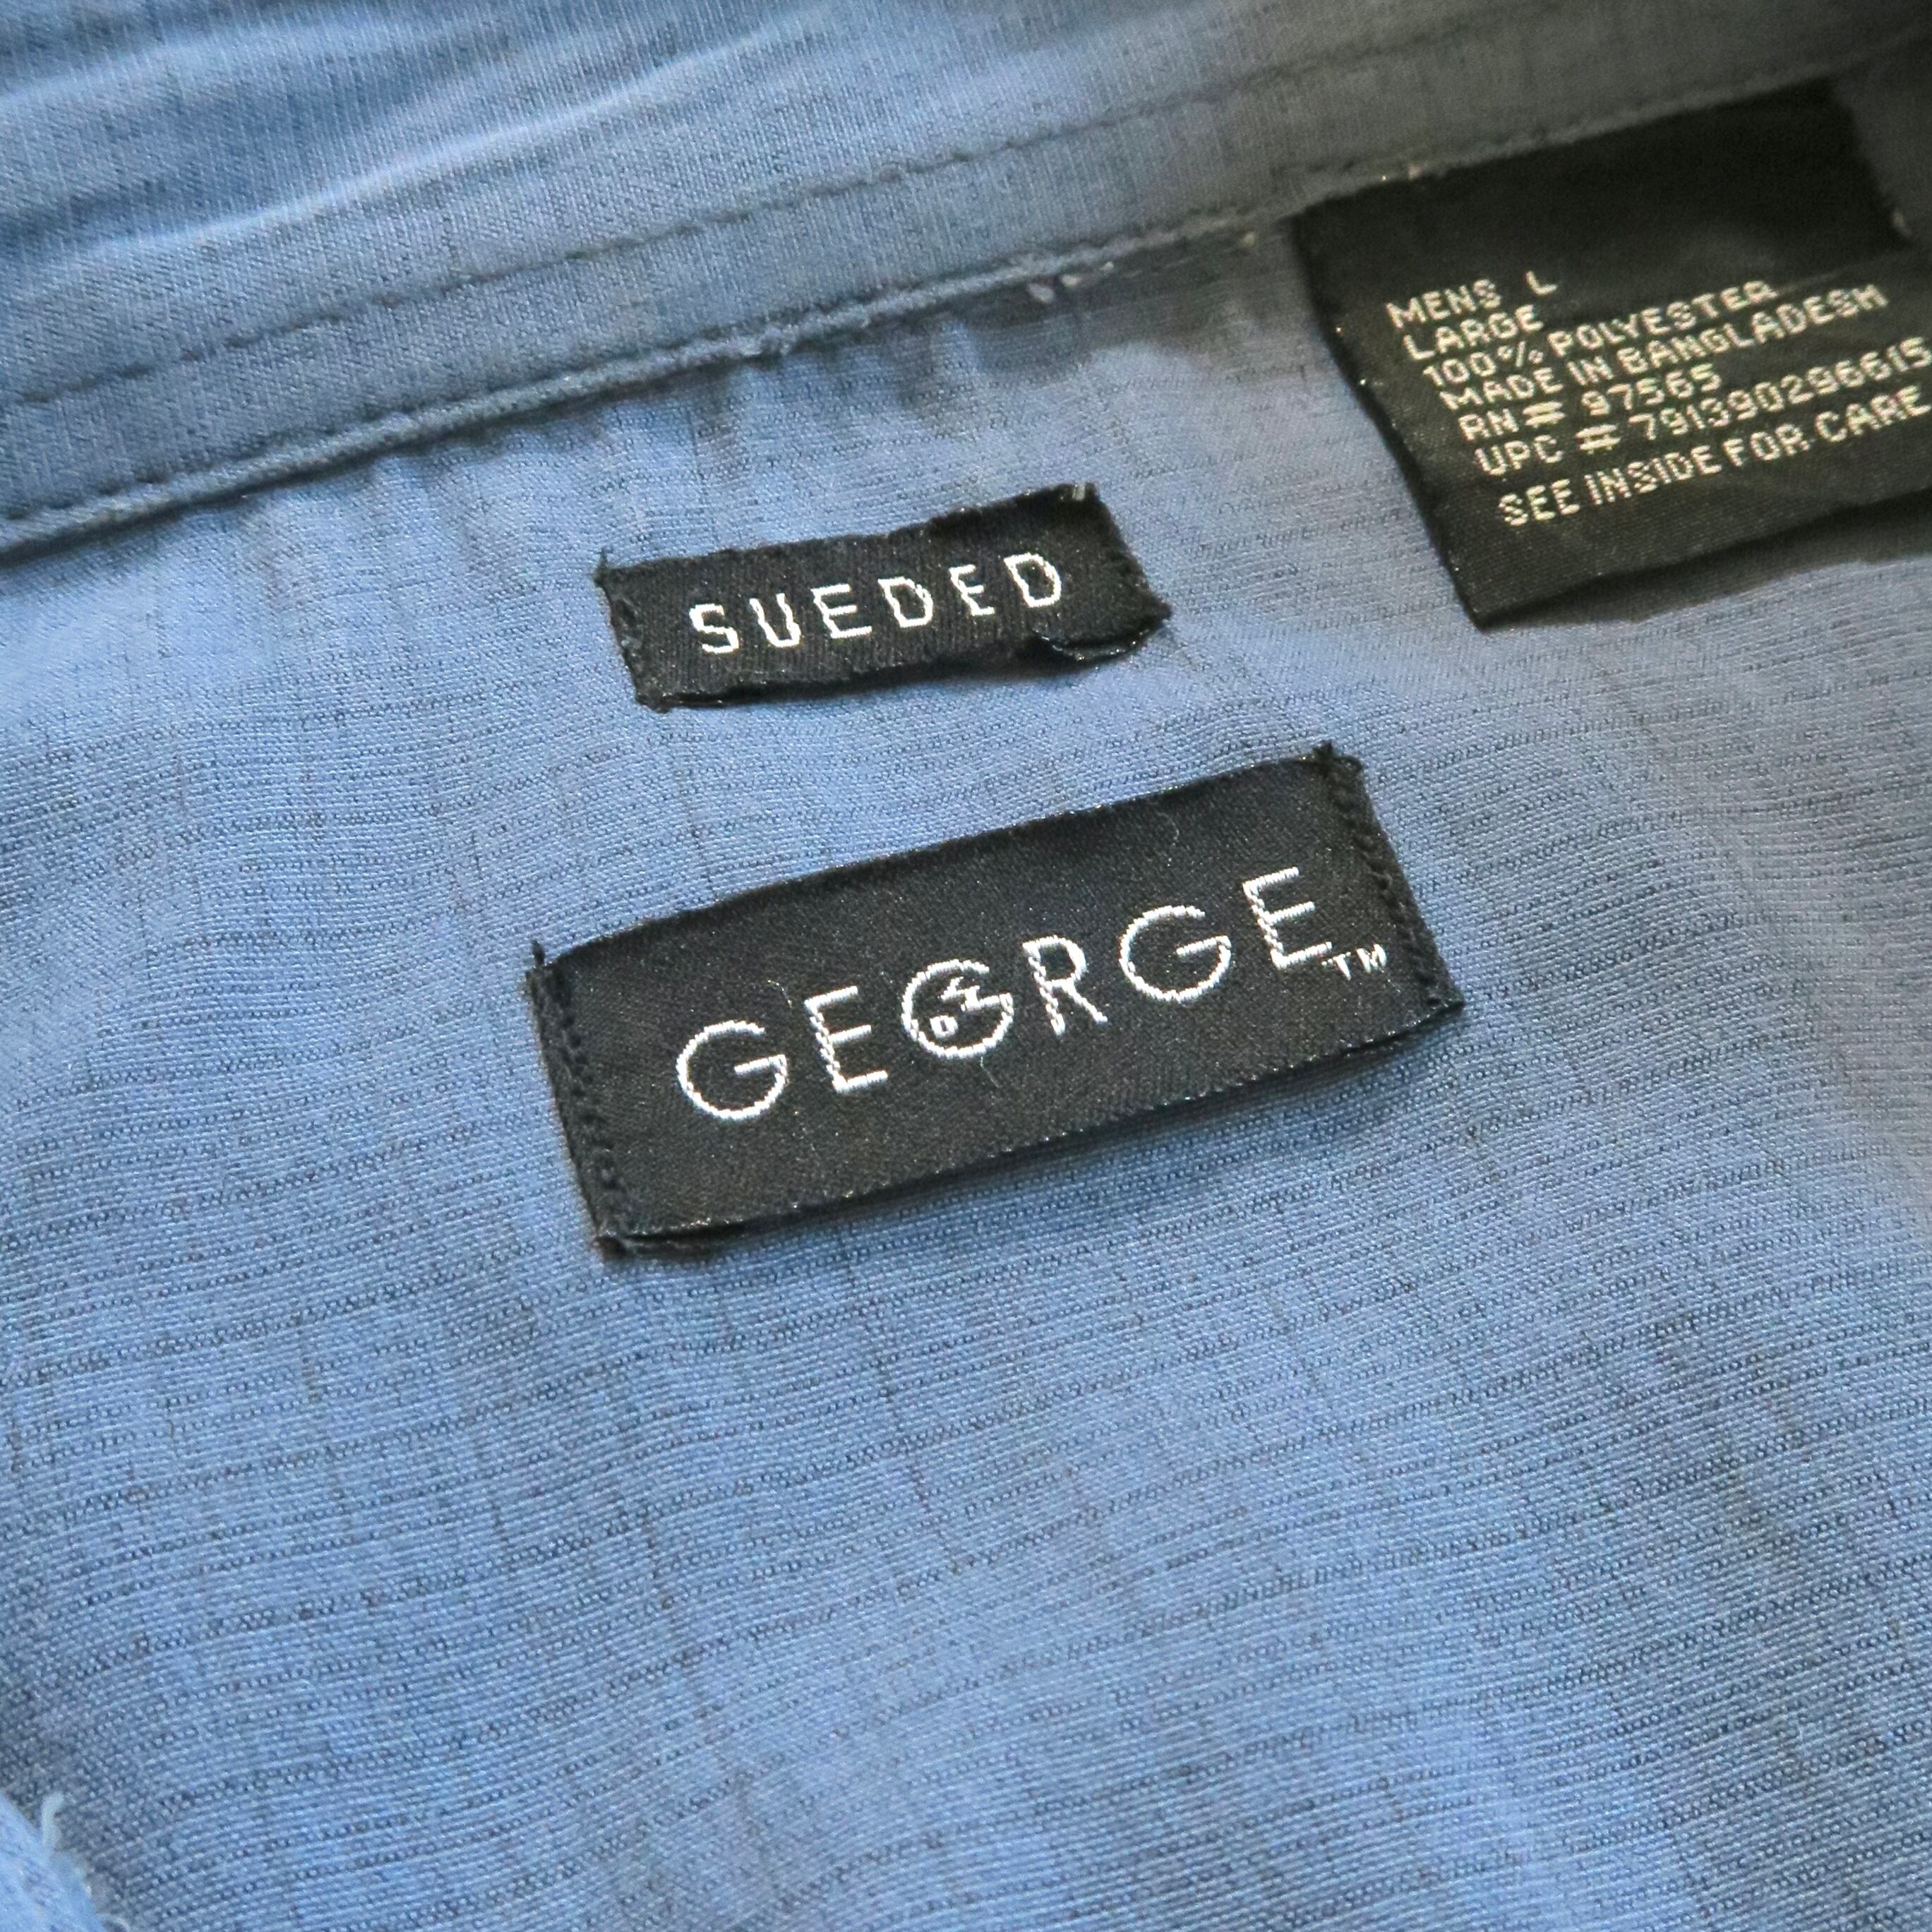 MENS L
LARGE
100% POLYESTER
MADE IN BANGLADESH
RN# 97565
UPC # 791390296615
SEE INSIDE FOR CARE
SUEDED
GEORGE™